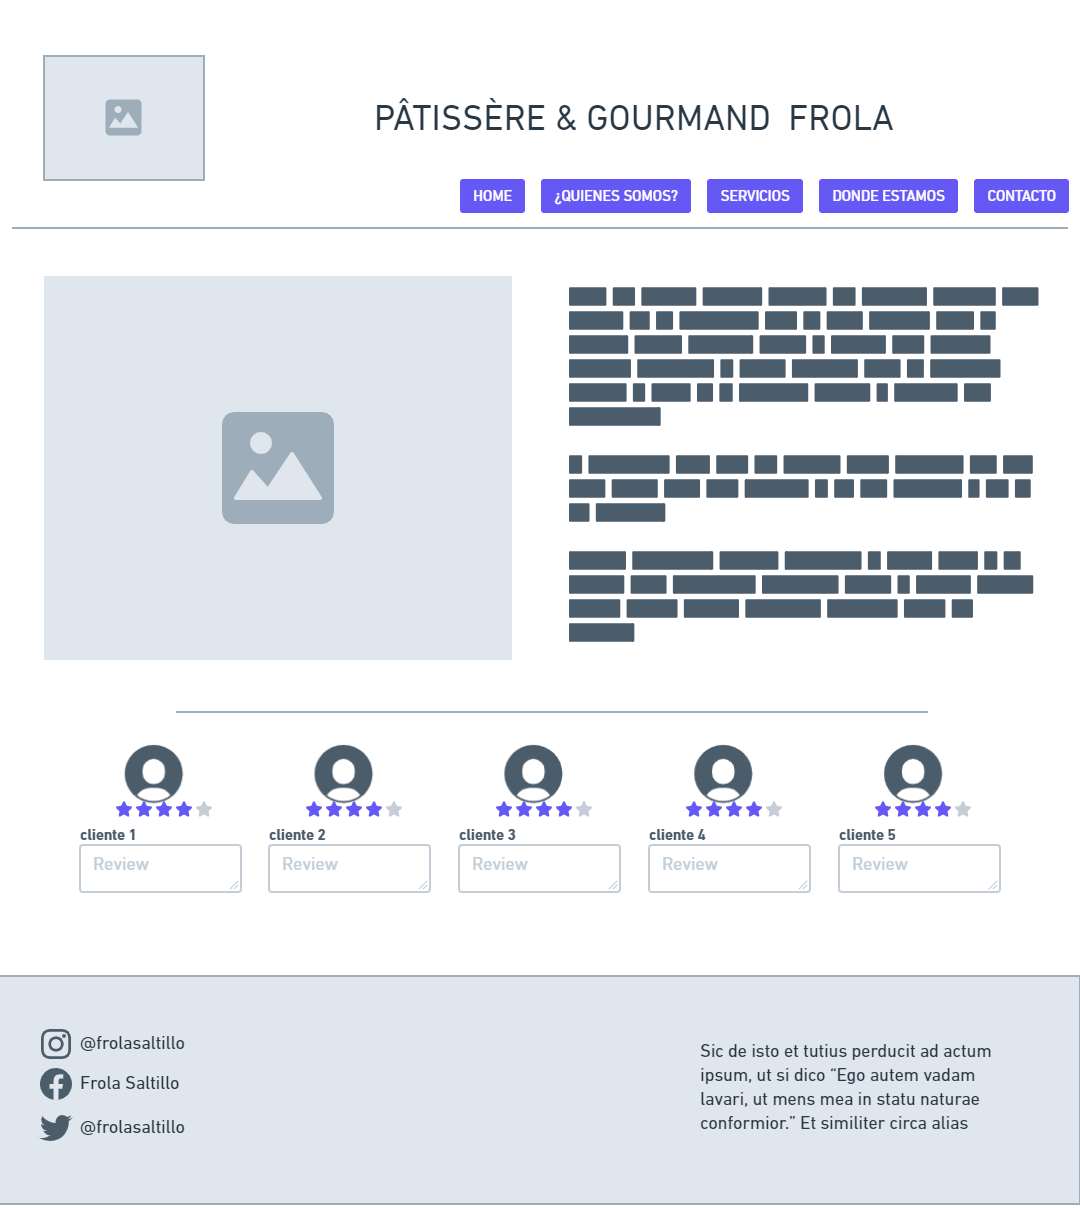 PÂTISSÈRE & GOURMAND FROLA
HOME ¿QUIENES SOMOS? SERVICIOS DONDE ESTAMOS CONTACTO
cliente 1 cliente 2 cliente 3 cliente 4 cliente 5
Review Review Review Review Review
@frolasaltillo
Frola Saltillo
@frolasaltillo
Sic de isto et tutius perducit ad actum
ipsum, ut si dico “Ego autem vadam
lavari, ut mens mea in statu naturae
conformior.” Et similiter circa alias